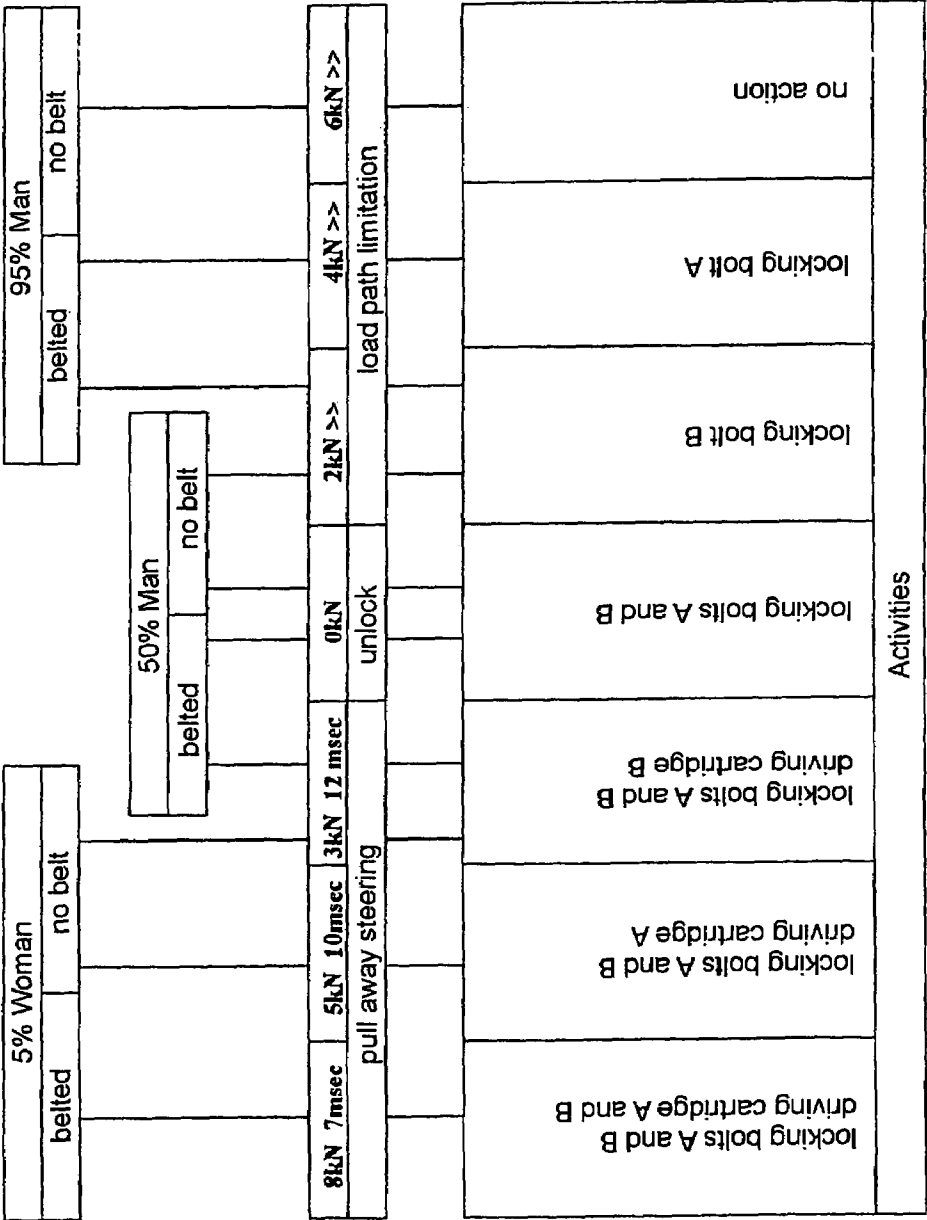 5% Woman
belted
no belt
50% Man
belted
no belt
95% Man
belted
no belt
8kN 7msec
5kN 10msec
3kN 12 msec
0kN
2kN >>
4kN >>
6kN >>
pull away steering
unlock
load path limitation
locking bolts A and B
driving cartridge A and B
locking bolts A and B
driving cartridge A
locking bolts A and B
driving cartridge B
locking bolts A and B
locking bolt B
locking bolt A
no action
Activities